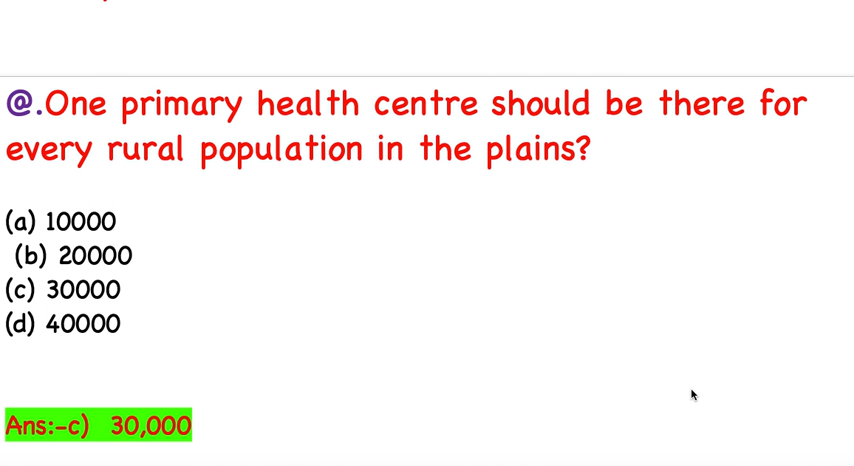 @.One primary health centre should be there for
every rural population in the plains?
(a) 10000
(b) 20000
(c) 30000
(d) 40000
Ans:-c) 30,000